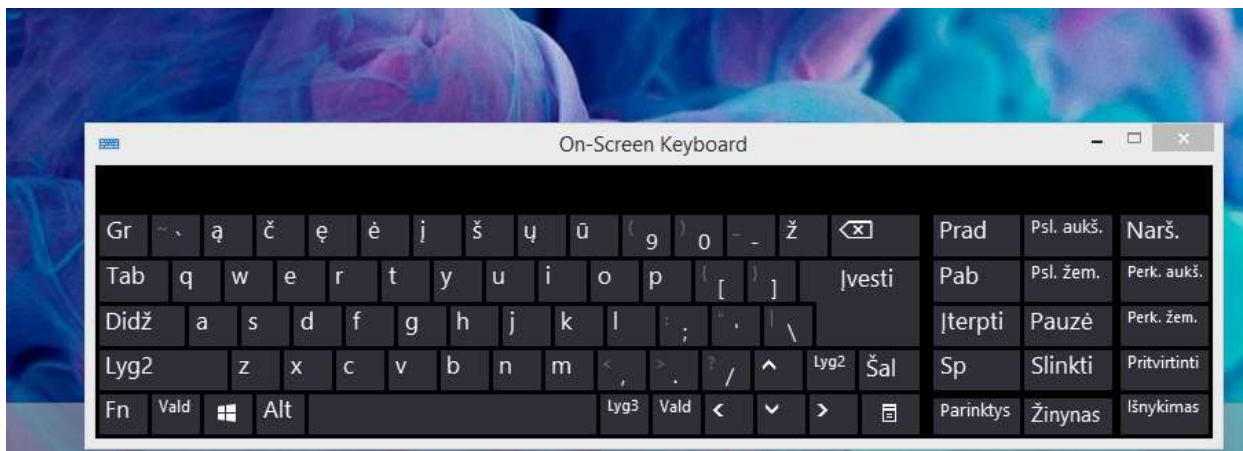 On-Screen Keyboard
Gr ~ ` ą č ę ė į š ų ū ( 9 ) 0 _ - ž Prad Psl. aukš. Narš.
Tab q w e r t y u i o p { [ } ] Įvesti Pab Psl. žem. Perk. aukš.
Didž a s d f g h j k l : ; " ' | \ Įterpti Pauzė Perk. žem.
Lyg2 z x c v b n m < , > . ? / Lyg2 Šal Sp Slinkti Pritvirtinti
Fn Vald Alt Lyg3 Vald Parinktys Žinynas Išnykimas